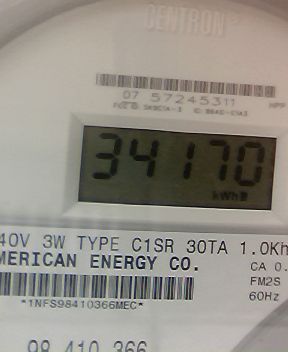 CENTRON®
07 57245311
HPP
34170
kWh
40V 3W TYPE C1SR 30TA 1.0Kh
MERICAN ENERGY CO.
CA 0.
FM2S
60Hz
*1NFS98410366MEC*
98 410 366